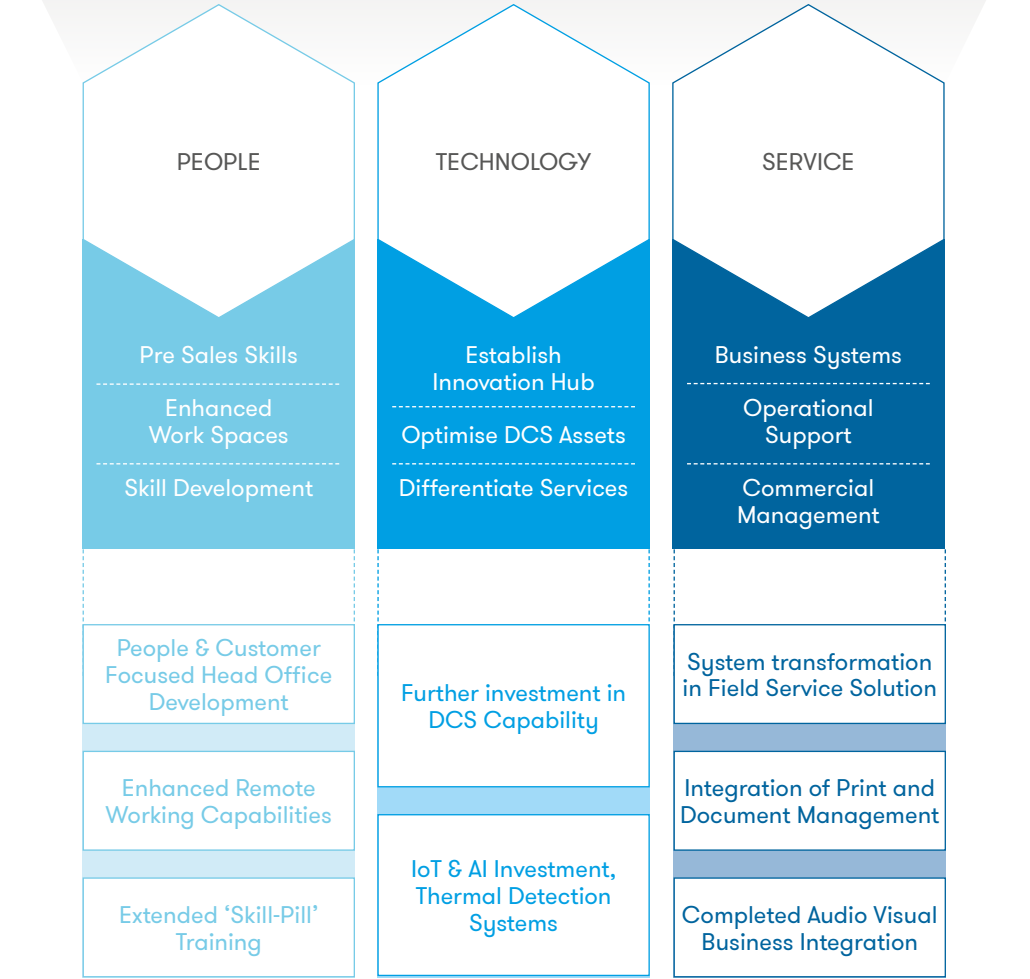 PEOPLE
Pre Sales Skills
Enhanced
Work Spaces
Skill Development
People & Customer
Focused Head Office
Development
Enhanced Remote
Working Capabilities
Extended ‘Skill-Pill’
Training
TECHNOLOGY
Establish
Innovation Hub
Optimise DCS Assets
Differentiate Services
Further investment in
DCS Capability
IoT & AI Investment,
Thermal Detection
Systems
SERVICE
Business Systems
Operational
Support
Commercial
Management
System transformation
in Field Service Solution
Integration of Print and
Document Management
Completed Audio Visual
Business Integration